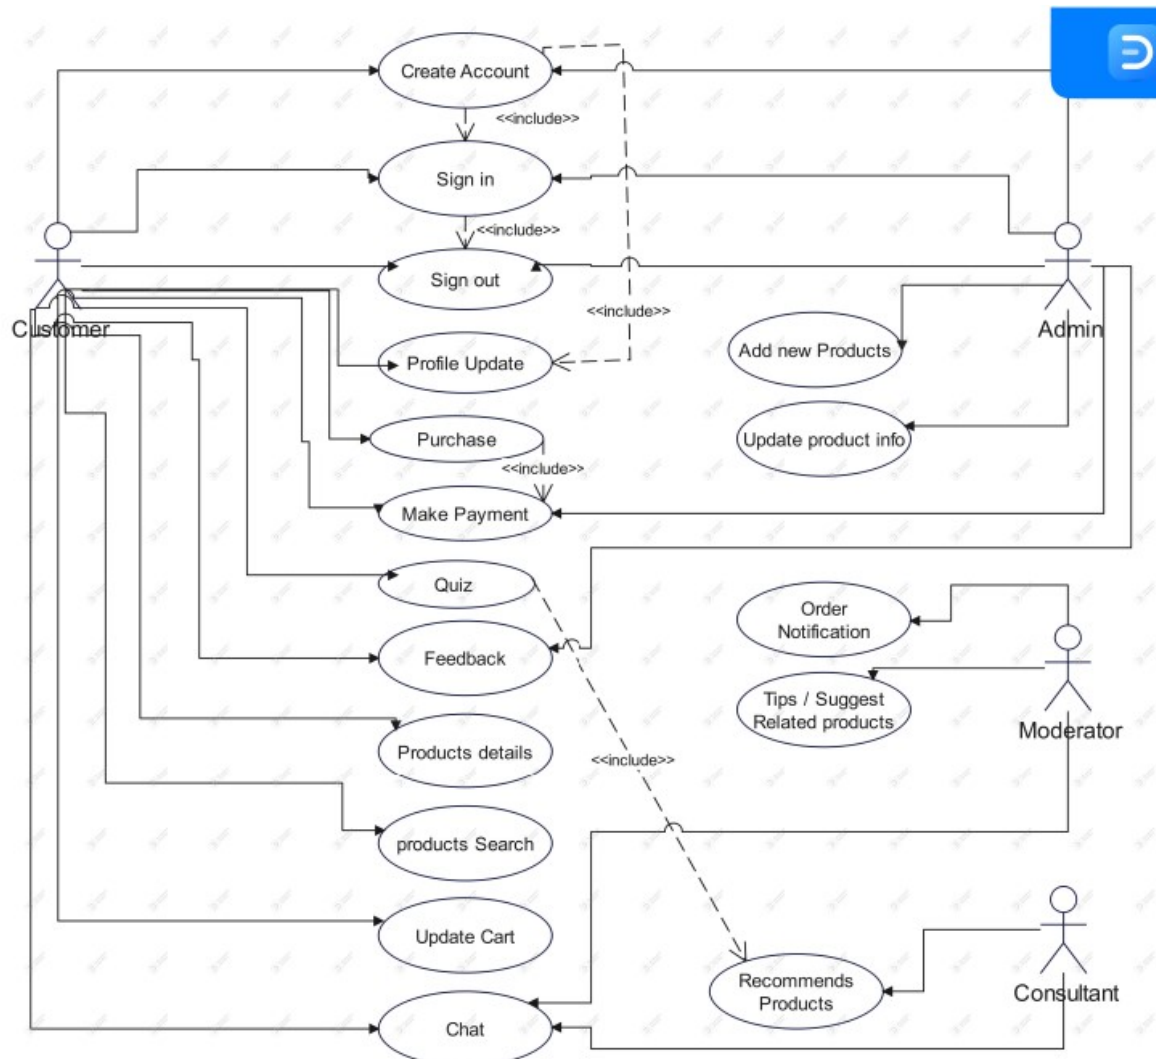 Create Account
<<include>>
Sign in
<<include>>
Sign out
<<include>>
Customer
Admin
Profile Update
Add new Products
Purchase
Update product info
<<include>>
Make Payment
Quiz
Order
Notification
Feedback
Tips / Suggest
Related products
Moderator
Products details
<<include>>
products Search
Update Cart
Recommends
Products
Consultant
Chat